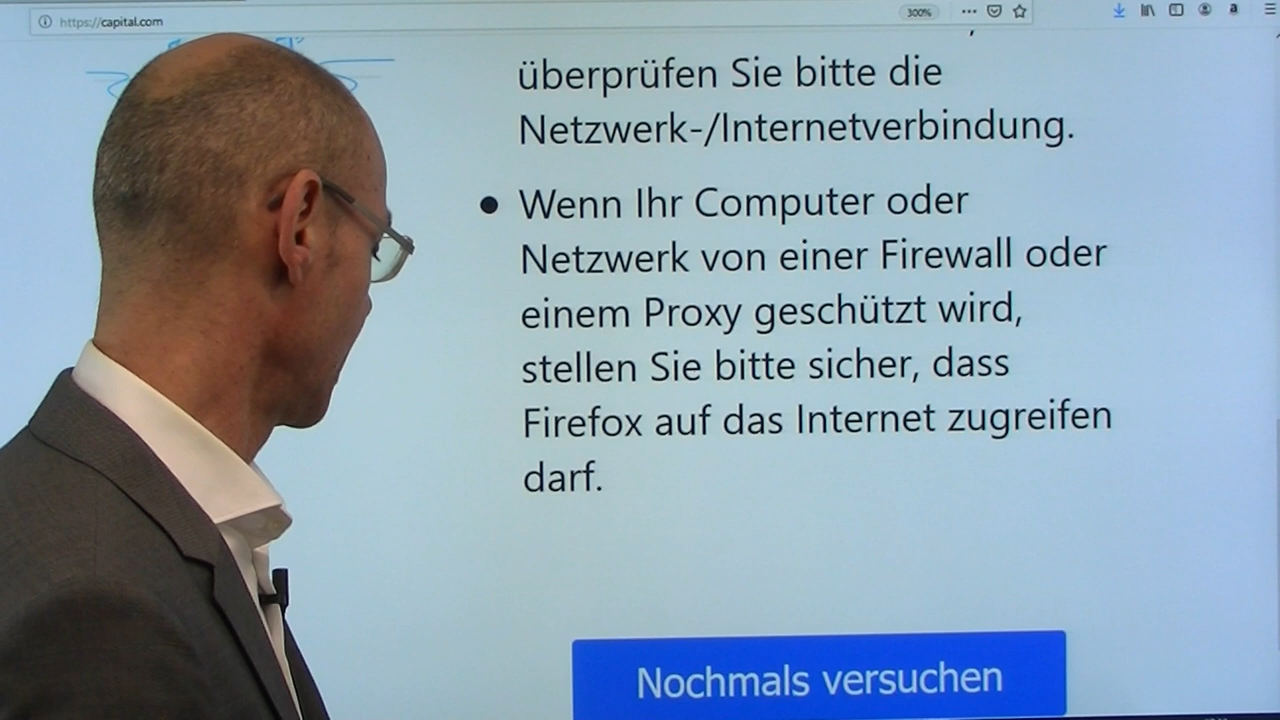 https://capital.com
300%
überprüfen Sie bitte die
Netzwerk-/Internetverbindung.
• Wenn Ihr Computer oder
Netzwerk von einer Firewall oder
einem Proxy geschützt wird,
stellen Sie bitte sicher, dass
Firefox auf das Internet zugreifen
darf.
Nochmals versuchen